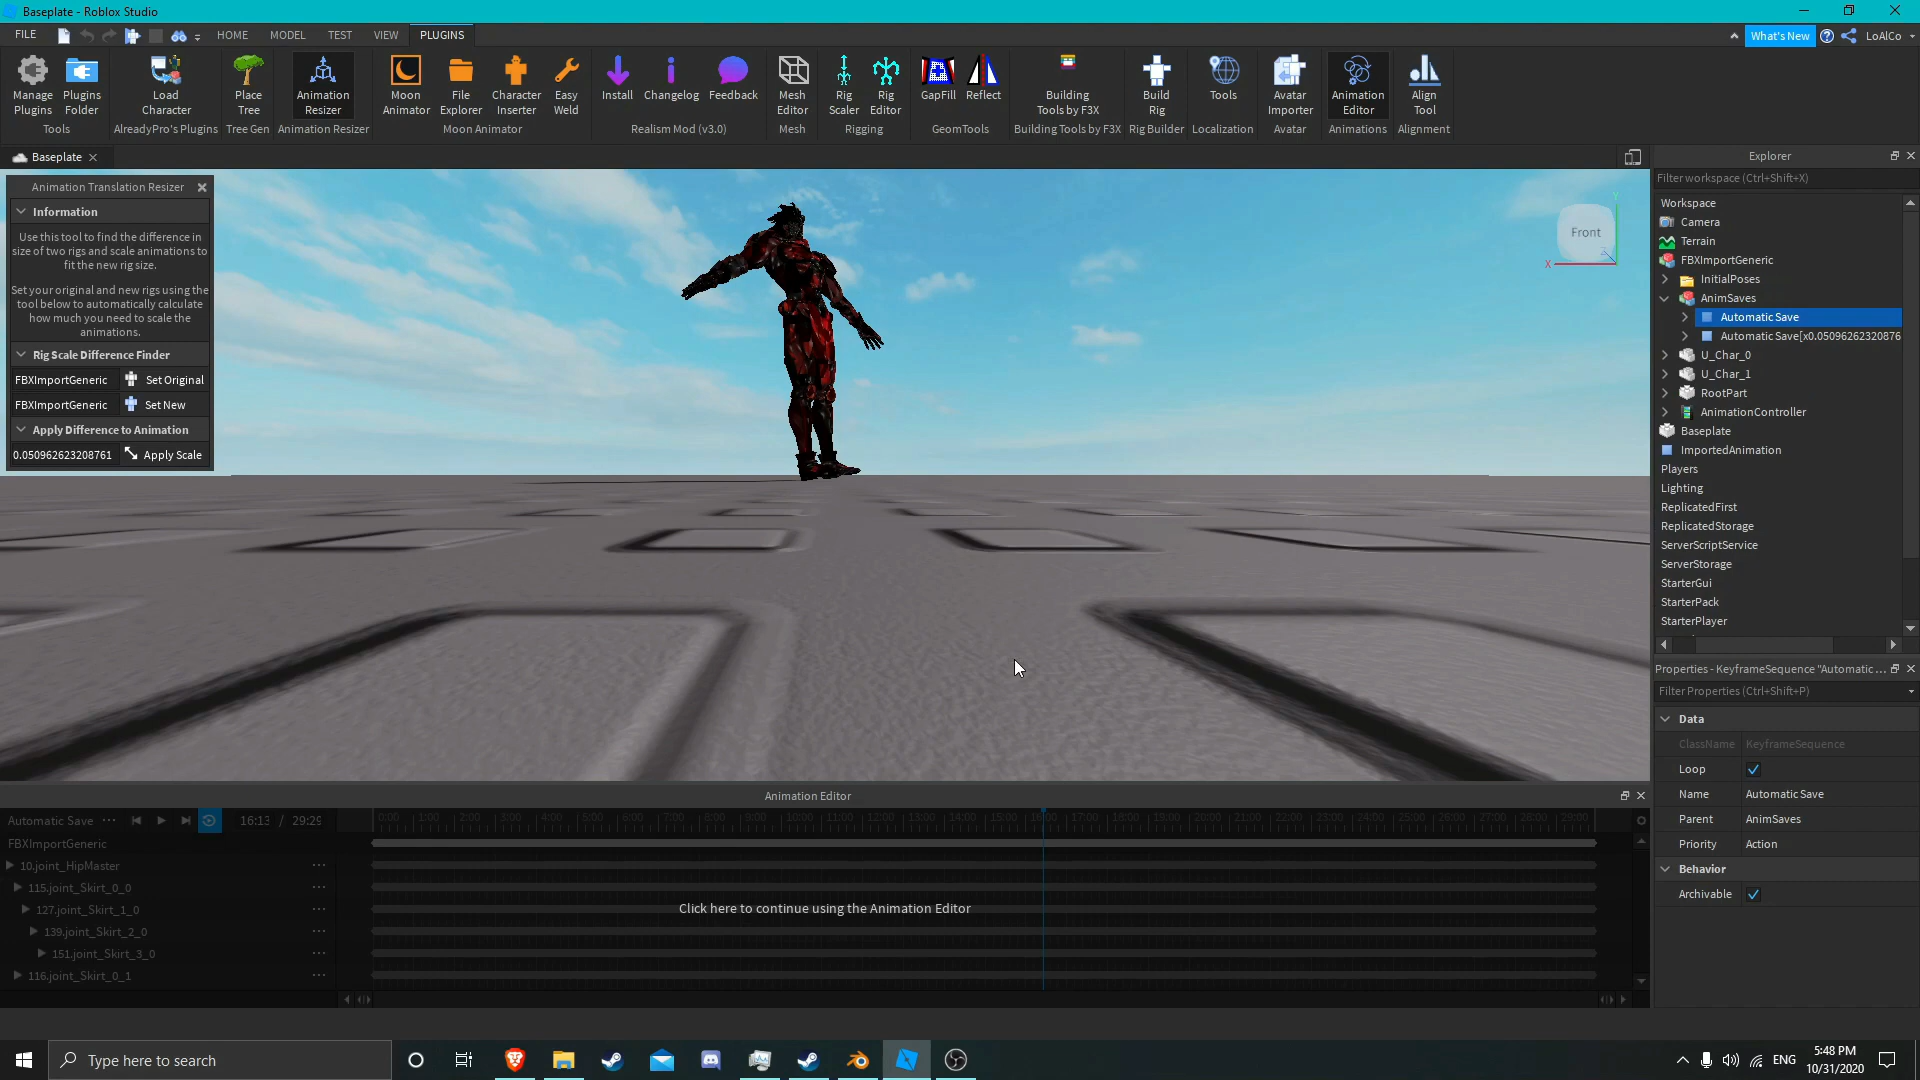 Baseplate - Roblox Studio
FILE
HOME
MODEL
TEST
VIEW
PLUGINS
What's New
LoAlCo
Manage Plugins
Plugins Folder
Tools
Load Character
AlreadyPro's Plugins
Place Tree
Tree Gen
Animation Resizer
Animation Resizer
Moon Animator
File Explorer
Character Inserter
Easy Weld
Moon Animator
Install
Changelog
Feedback
Realism Mod (v3.0)
Mesh Editor
Mesh
Rig Scaler
Rig Editor
Rigging
GapFill
Reflect
GeomTools
Building Tools by F3X
Building Tools by F3X
Build Rig
Rig Builder
Tools
Localization
Avatar Importer
Avatar
Animation Editor
Animations
Align Tool
Alignment
Baseplate
Animation Translation Resizer
Information
Use this tool to find the difference in
size of two rigs and scale animations to
fit the new rig size.
Set your original and new rigs using the
tool below to automatically calculate
how much you need to scale the
animations.
Rig Scale Difference Finder
FBXImportGeneric Set Original
FBXImportGeneric Set New
Apply Difference to Animation
0.050962623208761 Apply Scale
Front
X
Y
Z
Explorer
Filter workspace (Ctrl+Shift+X)
Workspace
Camera
Terrain
FBXImportGeneric
InitialPoses
AnimSaves
Automatic Save
Automatic Save[x0.05096262320876
U_Char_0
U_Char_1
RootPart
AnimationController
Baseplate
ImportedAnimation
Players
Lighting
ReplicatedFirst
ReplicatedStorage
ServerScriptService
ServerStorage
StarterGui
StarterPack
StarterPlayer
Properties - KeyframeSequence "Automatic ...
Filter Properties (Ctrl+Shift+P)
Data
ClassName KeyframeSequence
Loop
Name Automatic Save
Parent AnimSaves
Priority Action
Behavior
Archivable
Animation Editor
Automatic Save ··· 16:13 / 29:29
0:00 1:00 2:00 3:00 4:00 5:00 6:00 7:00 8:00 9:00 10:00 11:00 12:00 13:00 14:00 15:00 16:00 17:00 18:00 19:00 20:00 21:00 22:00 23:00 24:00 25:00 26:00 27:00 28:00 29:00
FBXImportGeneric
10.joint_HipMaster
115.joint_Skirt_0_0
127.joint_Skirt_1_0
139.joint_Skirt_2_0
151.joint_Skirt_3_0
116.joint_Skirt_0_1
Click here to continue using the Animation Editor
Type here to search
ENG
5:48 PM
10/31/2020